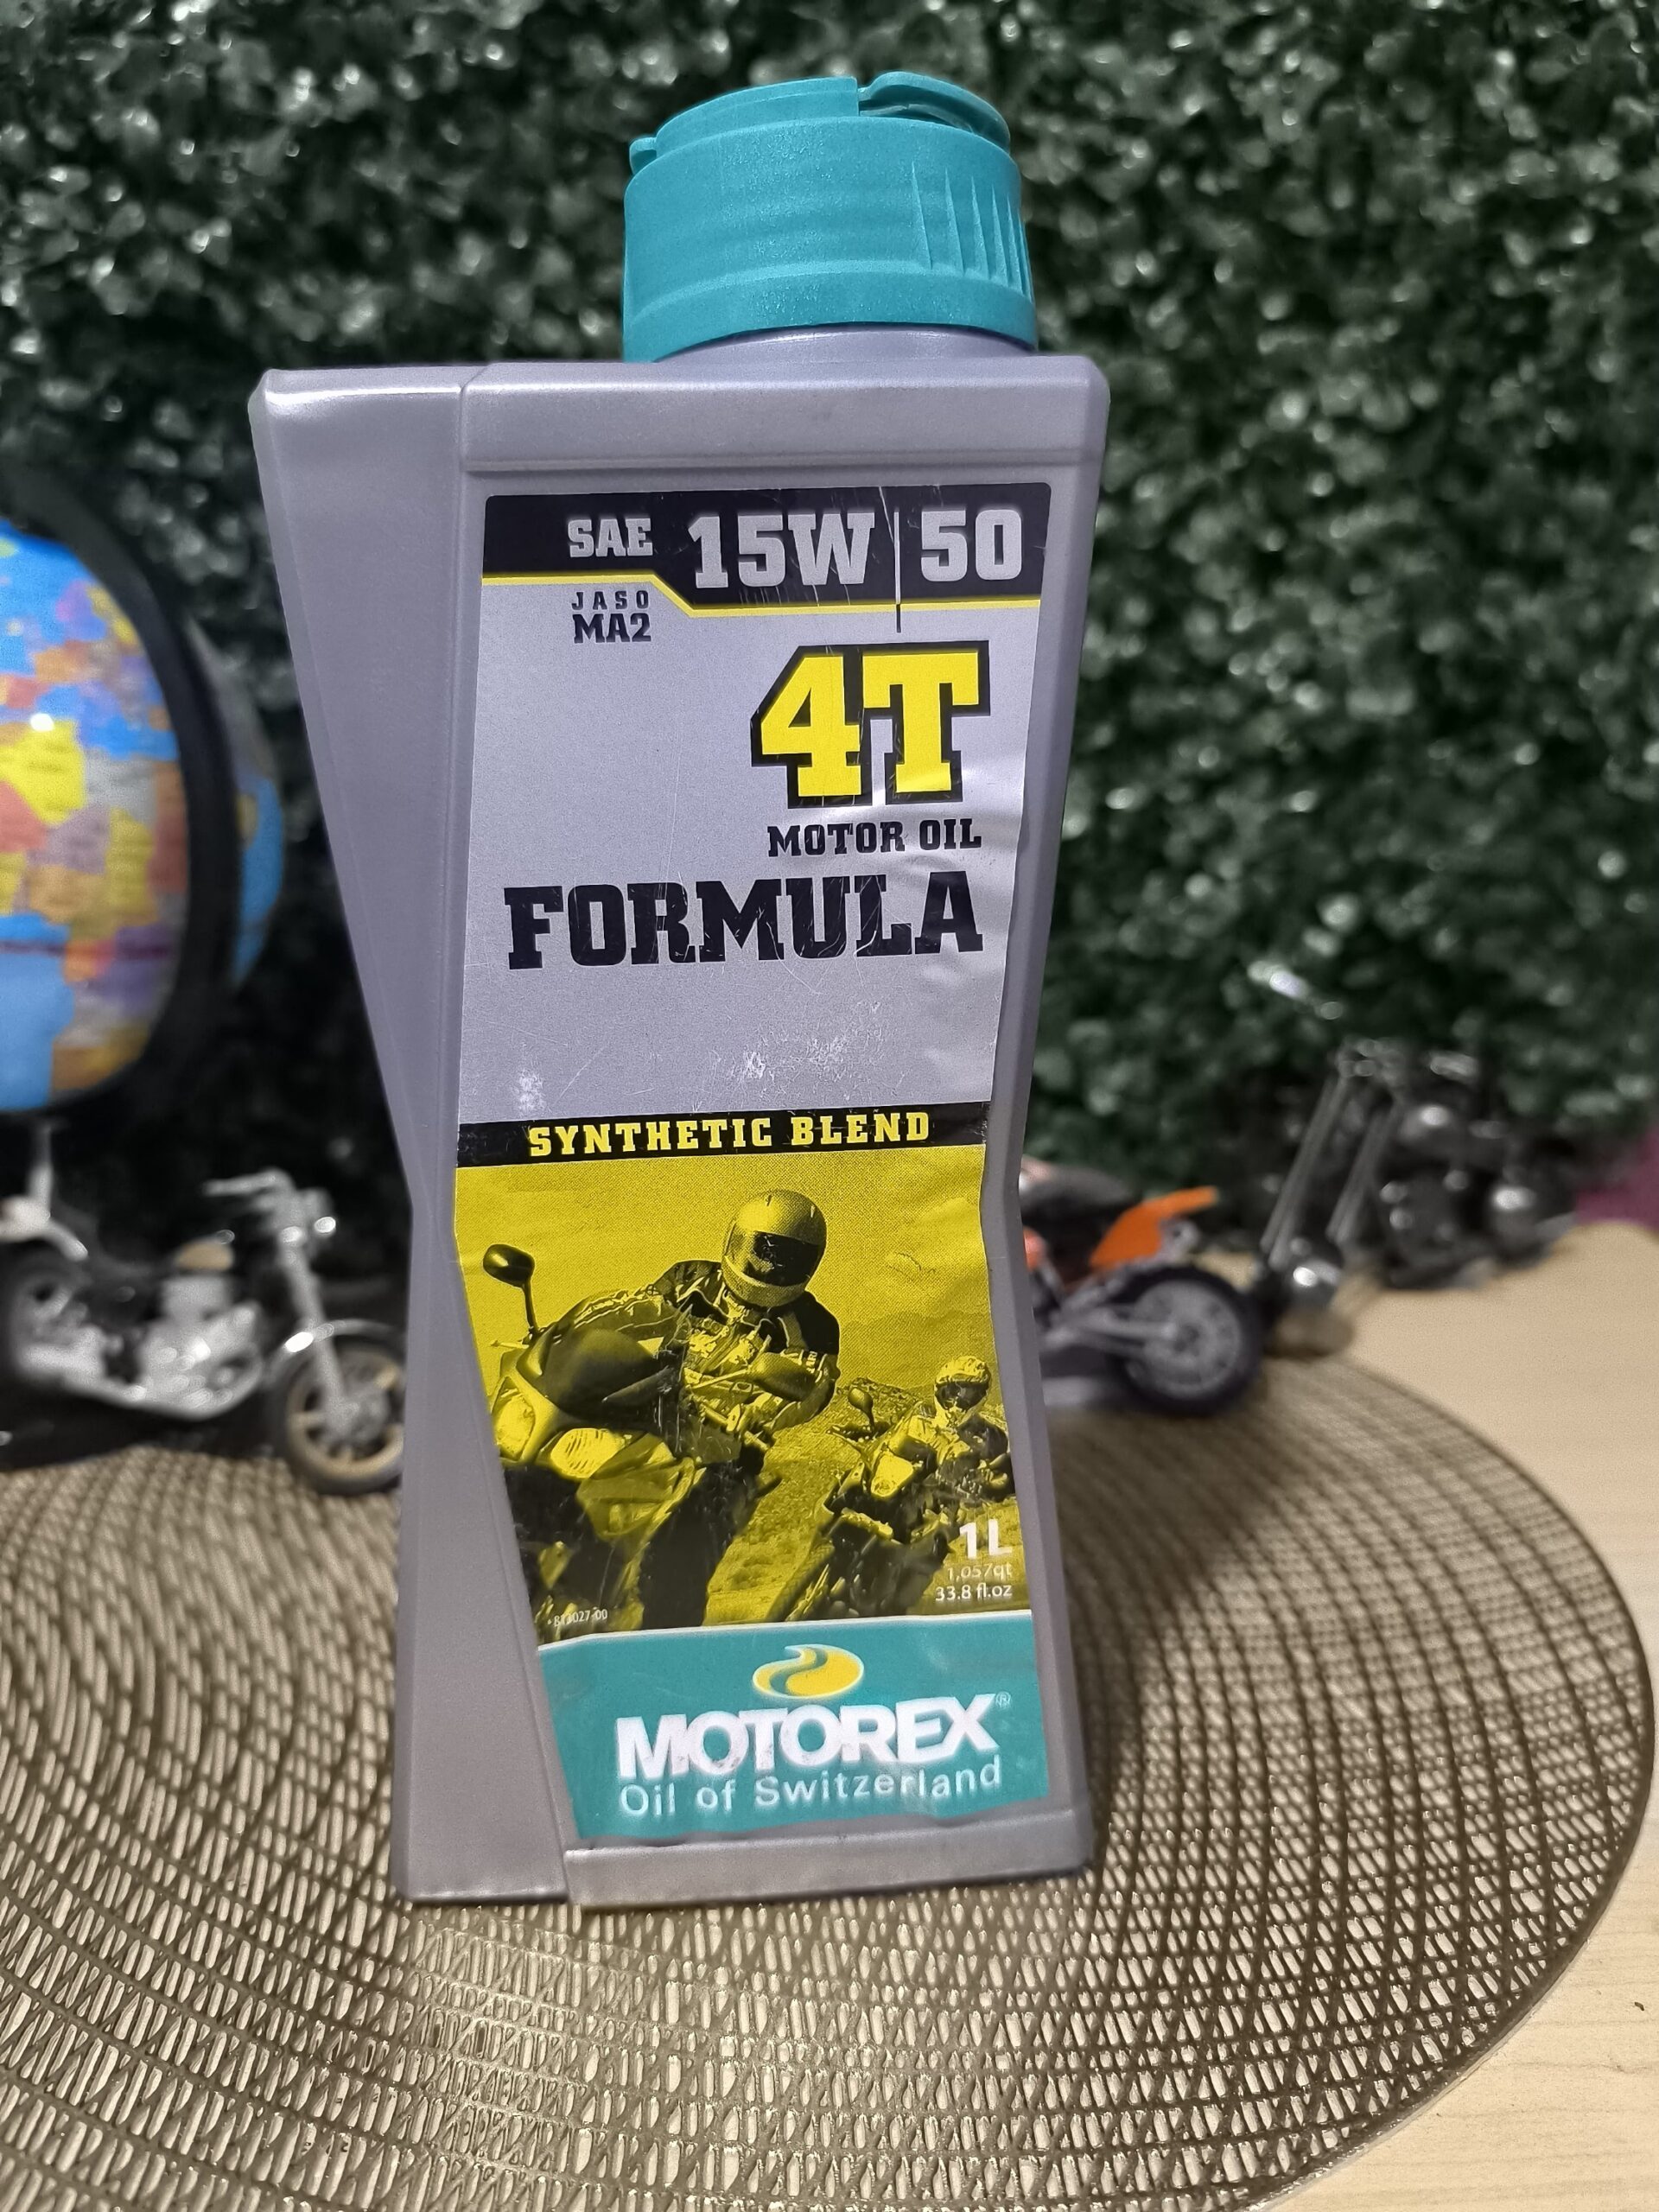 SAE 15W 50
JASO
MA2
4T
MOTOR OIL
FORMULA
SYNTHETIC BLEND
1L
1,057qt
33.8 fl.oz
MOTOREX®
Oil of Switzerland